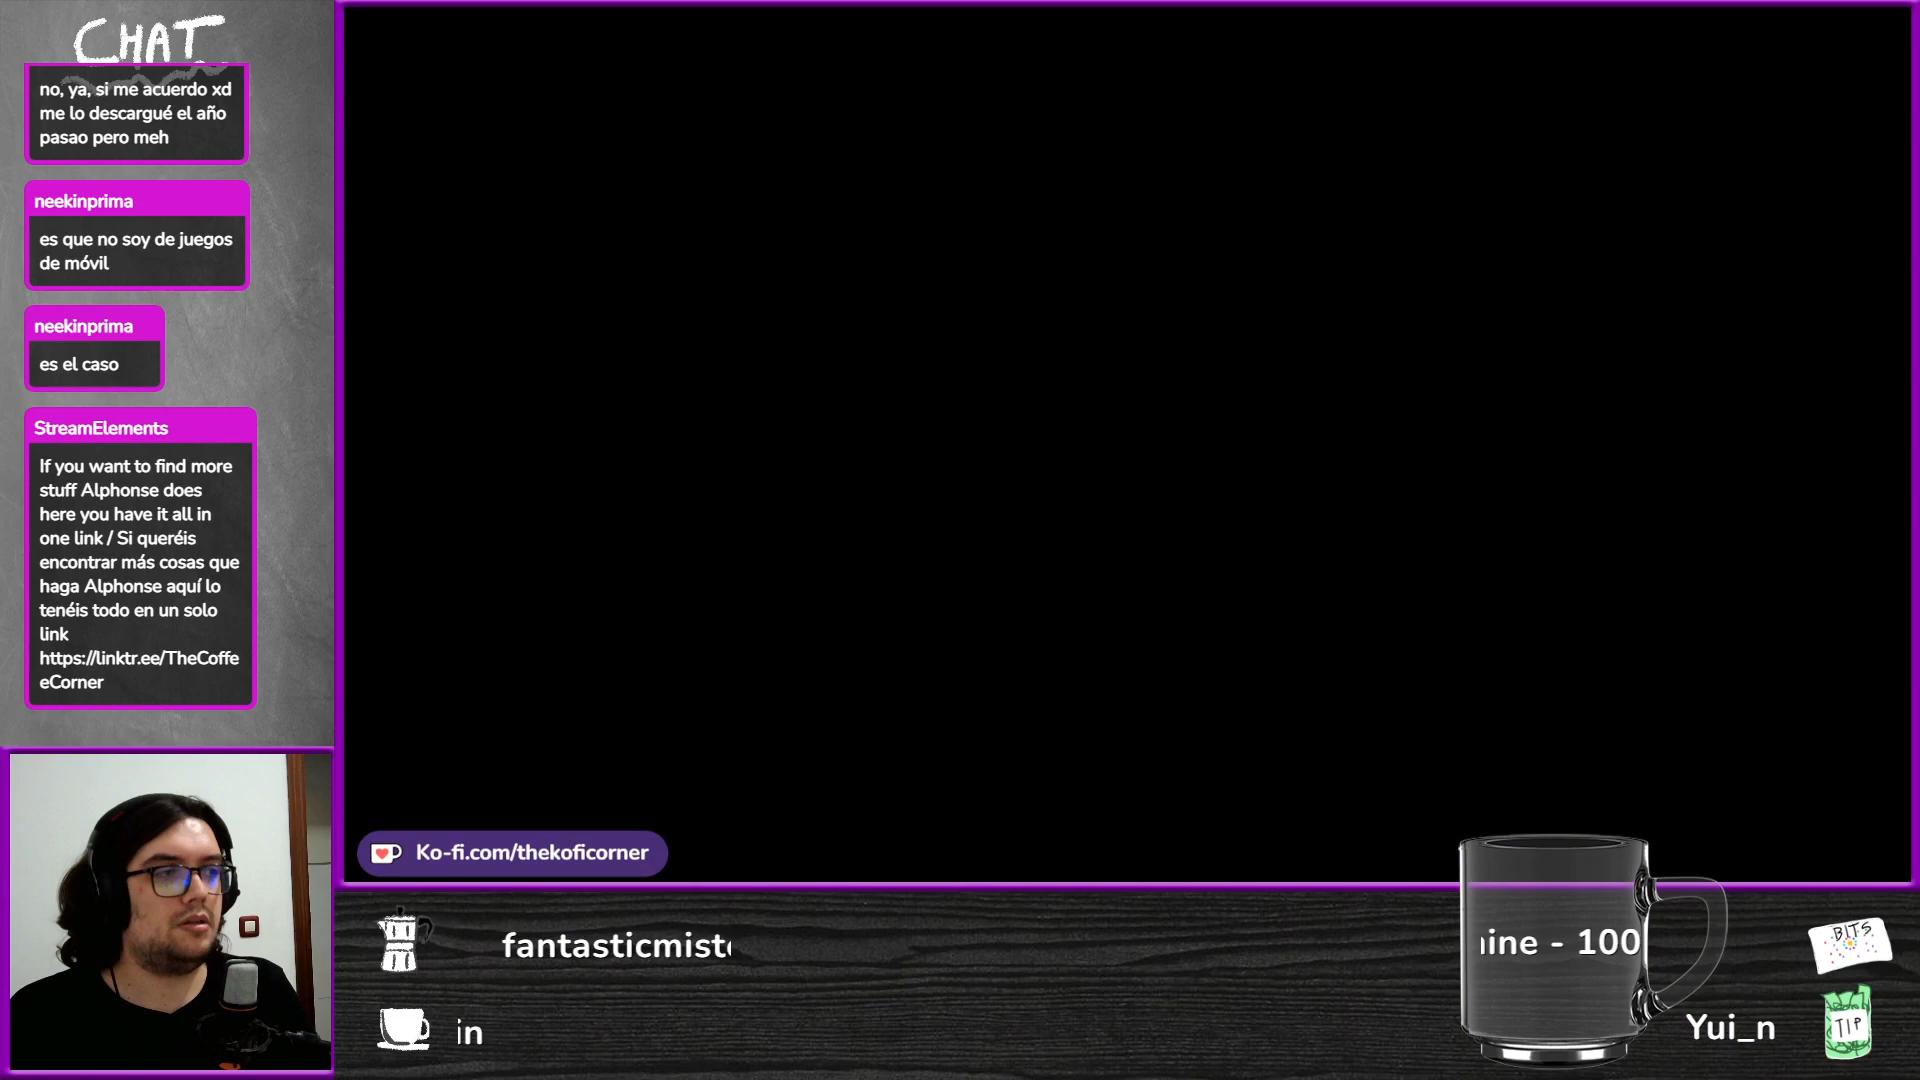 CHAT
no, ya, si me acuerdo xd
me lo descargué el año
pasao pero meh
neekinprima
es que no soy de juegos
de móvil
neekinprima
es el caso
StreamElements
If you want to find more
stuff Alphonse does
here you have it all in
one link / Si queréis
encontrar más cosas que
haga Alphonse aquí lo
tenéis todo en un solo
link
https://linktr.ee/TheCoffe
eCorner
Ko-fi.com/thekoficorner
fantasticmist
in
ine - 100
Yui_n
BITS
TIP